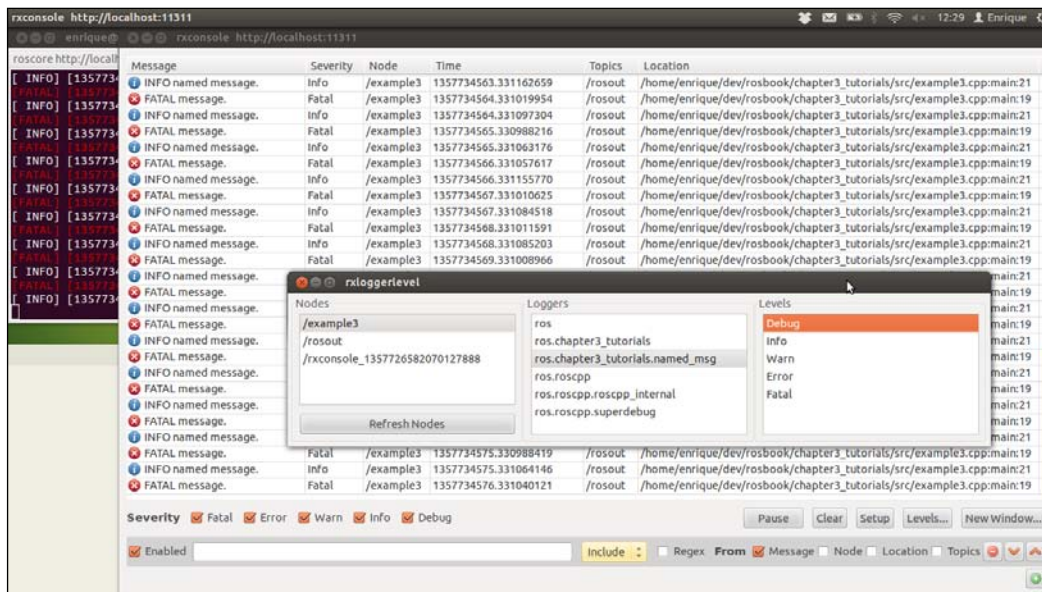 rxconsole http://localhost:11311
12:29 Enrique
enrique@ rxconsole http://localhost:11311
roscore http://local
Message Severity Node Time Topics Location
[ INFO] [1357734 INFO named message. Info /example3 1357734563.331162659 /rosout /home/enrique/dev/rosbook/chapter3_tutorials/src/example3.cpp:main:21
[FATAL] [135773 FATAL message. Fatal /example3 1357734564.331019954 /rosout /home/enrique/dev/rosbook/chapter3_tutorials/src/example3.cpp:main:19
[ INFO] [135773 INFO named message. Info /example3 1357734564.331097304 /rosout /home/enrique/dev/rosbook/chapter3_tutorials/src/example3.cpp:main:21
[FATAL] [135773 FATAL message. Fatal /example3 1357734565.330988216 /rosout /home/enrique/dev/rosbook/chapter3_tutorials/src/example3.cpp:main:19
[ INFO] [135773 INFO named message. Info /example3 1357734565.331063176 /rosout /home/enrique/dev/rosbook/chapter3_tutorials/src/example3.cpp:main:21
[FATAL] [135773 FATAL message. Fatal /example3 1357734566.331057617 /rosout /home/enrique/dev/rosbook/chapter3_tutorials/src/example3.cpp:main:19
[ INFO] [135773 INFO named message. Info /example3 1357734566.331155770 /rosout /home/enrique/dev/rosbook/chapter3_tutorials/src/example3.cpp:main:21
[FATAL] [135773 FATAL message. Fatal /example3 1357734567.331010625 /rosout /home/enrique/dev/rosbook/chapter3_tutorials/src/example3.cpp:main:19
[ INFO] [135773 INFO named message. Info /example3 1357734567.331084518 /rosout /home/enrique/dev/rosbook/chapter3_tutorials/src/example3.cpp:main:21
[FATAL] [135773 FATAL message. Fatal /example3 1357734568.331011591 /rosout /home/enrique/dev/rosbook/chapter3_tutorials/src/example3.cpp:main:19
[ INFO] [135773 INFO named message. Info /example3 1357734568.331085203 /rosout /home/enrique/dev/rosbook/chapter3_tutorials/src/example3.cpp:main:21
[FATAL] [135773 FATAL message. Fatal /example3 1357734569.331008966 /rosout /home/enrique/dev/rosbook/chapter3_tutorials/src/example3.cpp:main:19
[ INFO] [135773 INFO named message. main:21
[FATAL] [135773 FATAL message. main:19
[ INFO] [135773 INFO named message. main:21
FATAL message. main:19
INFO named message. main:21
FATAL message. main:19
INFO named message. main:21
FATAL message. main:19
INFO named message. main:21
FATAL message. main:19
INFO named message. main:21
rxloggerlevel
Nodes Loggers Levels
/example3 ros Debug
/rosout ros.chapter3_tutorials Info
/rxconsole_1357726582070127888 ros.chapter3_tutorials.named_msg Warn
ros.roscpp Error
ros.roscpp.roscpp_internal Fatal
ros.roscpp.superdebug
Refresh Nodes
FATAL message. Fatal /example3 1357734575.330988419 /rosout /home/enrique/dev/rosbook/chapter3_tutorials/src/example3.cpp:main:19
INFO named message. Info /example3 1357734575.331064146 /rosout /home/enrique/dev/rosbook/chapter3_tutorials/src/example3.cpp:main:21
FATAL message. Fatal /example3 1357734576.331040121 /rosout /home/enrique/dev/rosbook/chapter3_tutorials/src/example3.cpp:main:19
Severity Fatal Error Warn Info Debug Pause Clear Setup Levels... New Window...
Enabled Include Regex From Message Node Location Topics